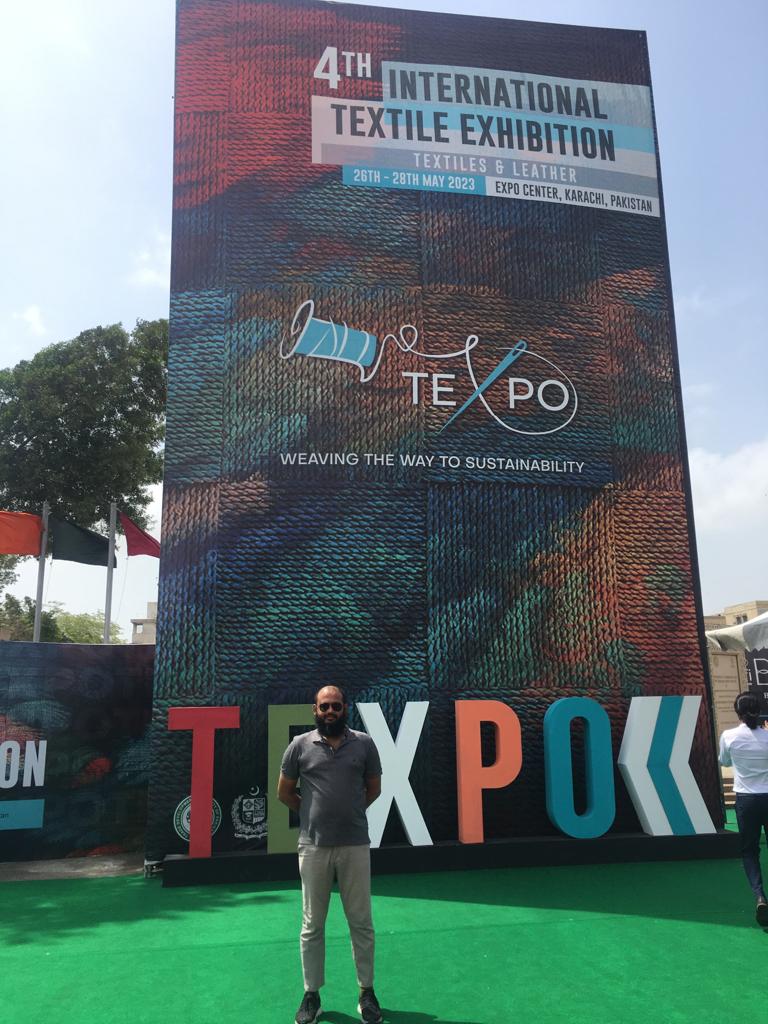 4TH INTERNATIONAL
TEXTILE EXHIBITION
TEXTILES & LEATHER
26TH - 28TH MAY 2023 EXPO CENTER, KARACHI, PAKISTAN
TEXPO
WEAVING THE WAY TO SUSTAINABILITY
TEXPO
ON